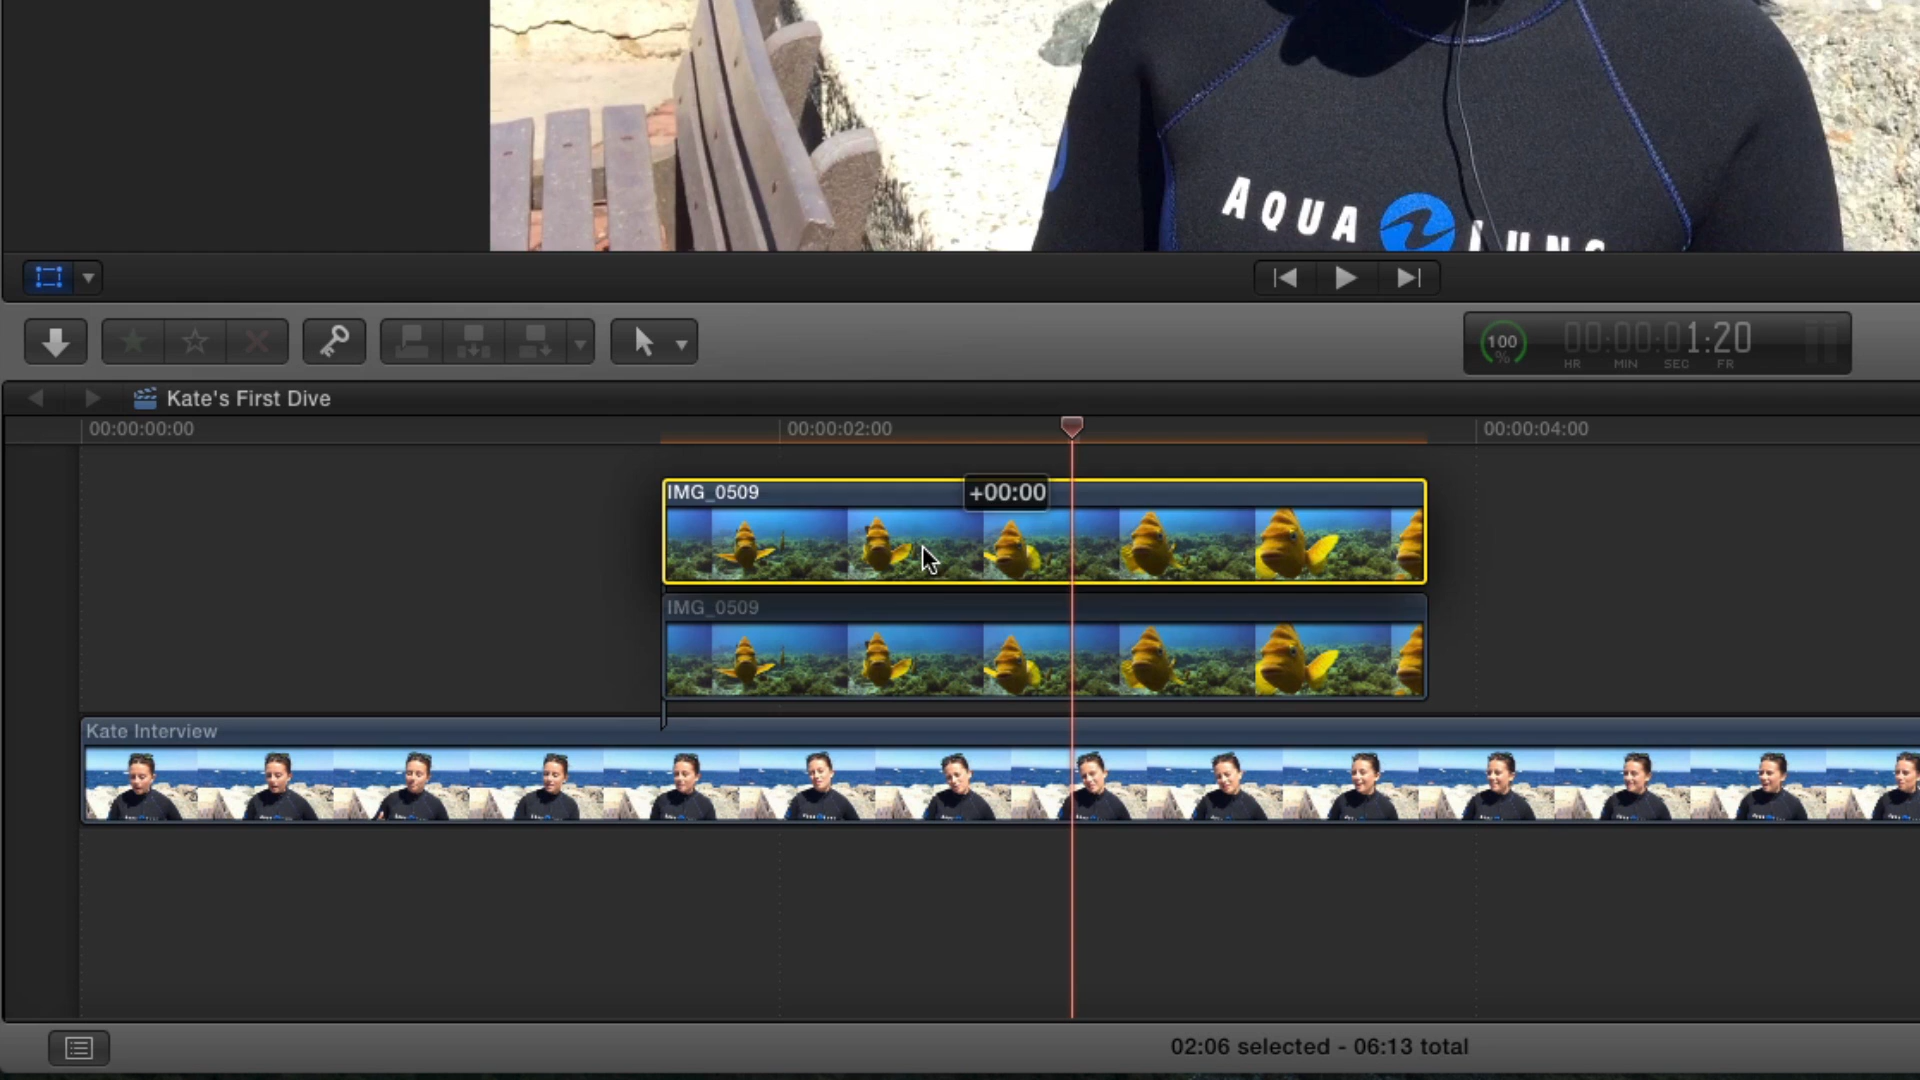 AQUA LUNG
100
%
00:00:01:20
HR MIN SEC FR
Kate's First Dive
00:00:00:00
00:00:02:00
00:00:04:00
IMG_0509
+00:00
IMG_0509
Kate Interview
02:06 selected - 06:13 total